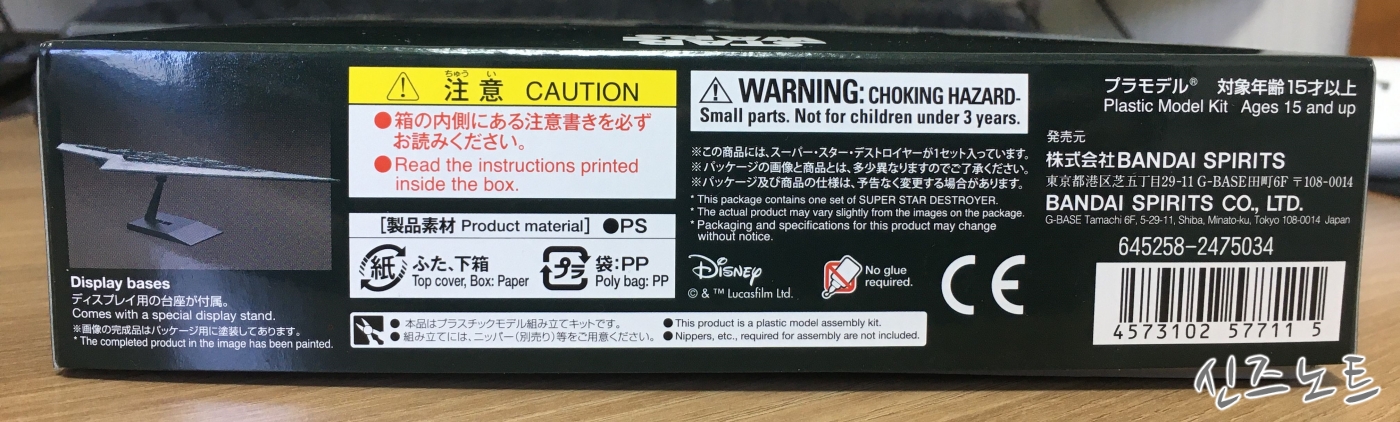 STAR
WARS
Display bases
ディスプレイ用の台座が付属。
Comes with a special display stand.
※画像の完成品はパッケージ用に塗装してあります。
* The completed product in the image has been painted.
ちゅう い
注意 CAUTION
●箱の内側にある注意書きを必ず
お読みください。
●Read the instructions printed
inside the box.
[製品素材 Product material] ●PS
紙 ふた、下箱
Top cover, Box: Paper
プラ 袋:PP
Poly bag: PP
● 本品はプラスチックモデル組み立てキットです。
● 組み立てには、ニッパー(別売り)等をご用意ください。
●This product is a plastic model assembly kit.
●Nippers, etc., required for assembly are not included.
WARNING: CHOKING HAZARD-
Small parts. Not for children under 3 years.
※この商品には、スーパー・スター・デストロイヤーが1セット入っています。
※パッケージの画像と商品とは、多少異なりますのでご了承ください。
※パッケージ及び商品の仕様は、予告なく変更する場合があります。
* This package contains one set of SUPER STAR DESTROYER.
* The actual product may vary slightly from the images on the package.
* Packaging and specifications for this product may change
without notice.
Disney
© & ™ Lucasfilm Ltd.
No glue
required.
CE
プラモデル® 対象年齢15才以上
Plastic Model Kit Ages 15 and up
発売元
株式会社BANDAI SPIRITS
東京都港区芝五丁目29-11 G-BASE田町6F 〒108-0014
BANDAI SPIRITS CO., LTD.
G-BASE Tamachi 6F, 5-29-11, Shiba, Minato-ku, Tokyo 108-0014 Japan
645258-2475034
4573102 577115
신즈노트